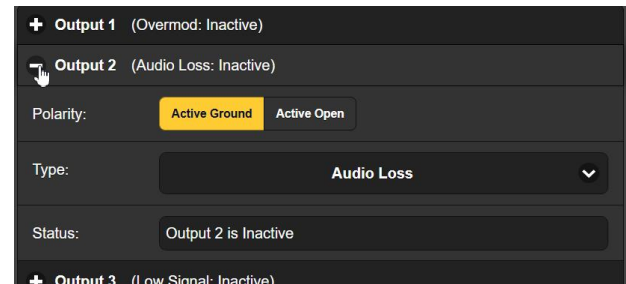 Output 1 (Overmod: Inactive)
Output 2 (Audio Loss: Inactive)
Polarity: Active Ground Active Open
Type: Audio Loss
Status: Output 2 is Inactive
Output 3 (Low Signal: Inactive)